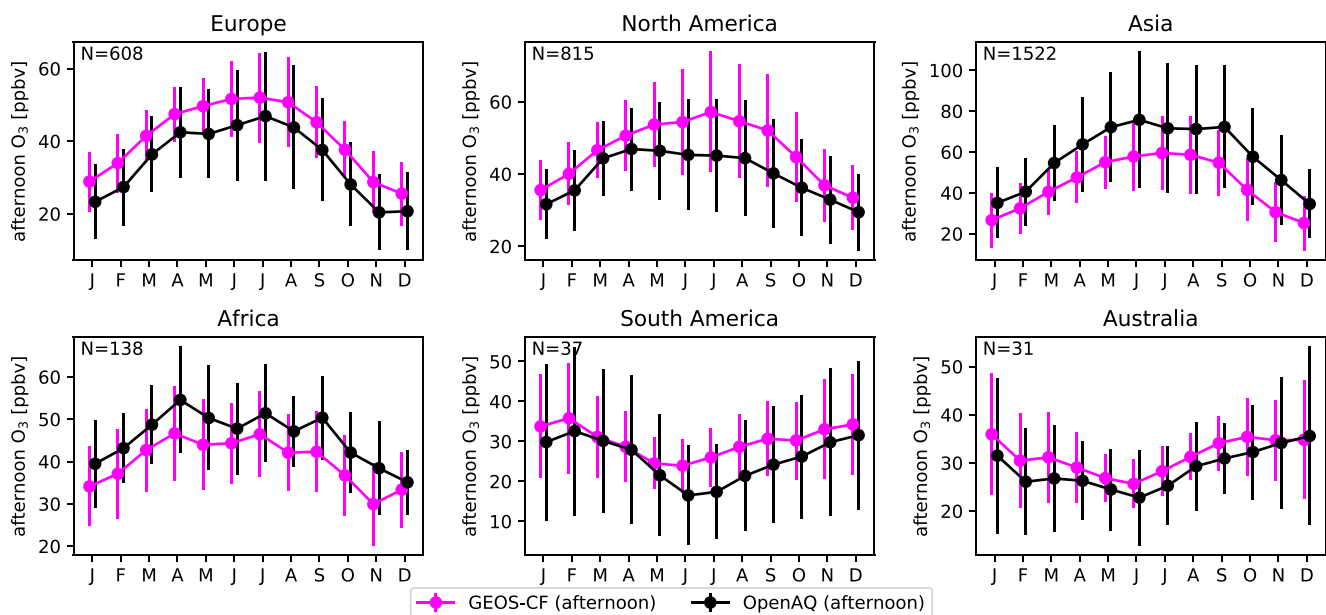 Europe
N=608
afternoon O3 [ppbv]
60
40
20
J F M A M J J A S O N D
North America
N=815
afternoon O3 [ppbv]
60
40
20
J F M A M J J A S O N D
Asia
N=1522
afternoon O3 [ppbv]
100
80
60
40
20
J F M A M J J A S O N D
Africa
N=138
afternoon O3 [ppbv]
60
50
40
30
20
J F M A M J J A S O N D
South America
N=37
afternoon O3 [ppbv]
50
40
30
20
10
J F M A M J J A S O N D
Australia
N=31
afternoon O3 [ppbv]
60
50
40
30
20
J F M A M J J A S O N D
GEOS-CF (afternoon) OpenAQ (afternoon)